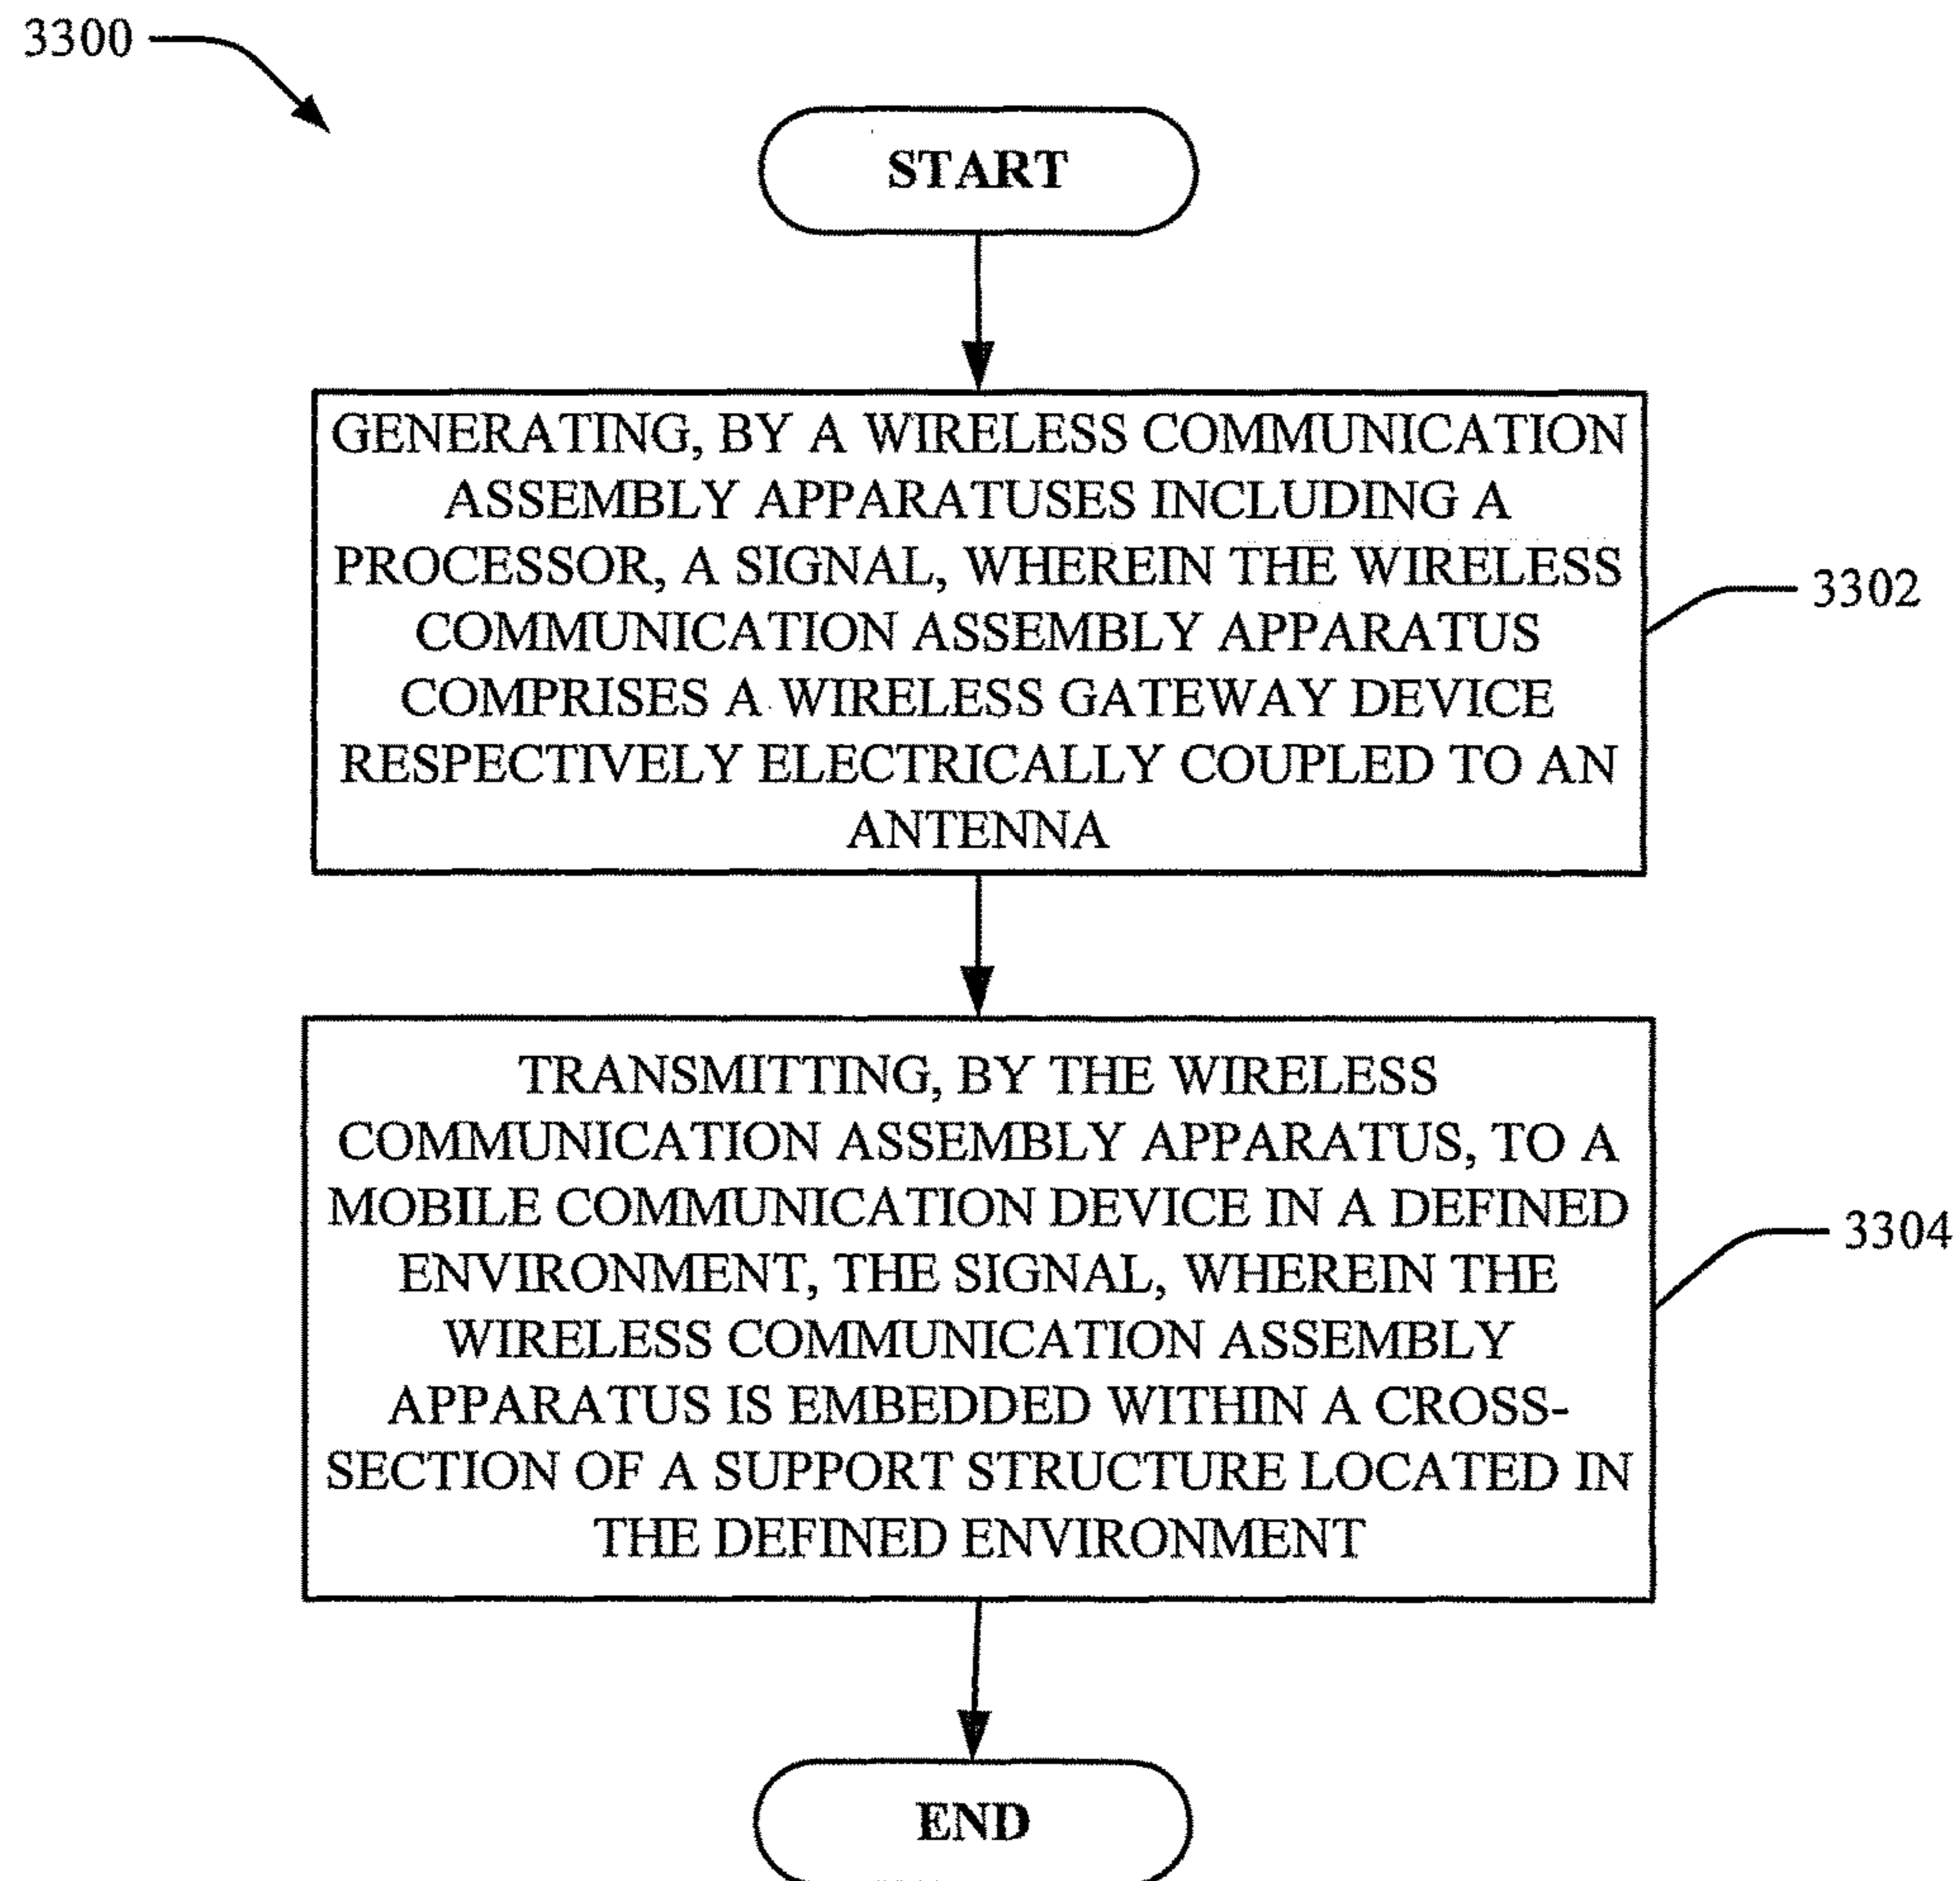 3300
START
GENERATING, BY A WIRELESS COMMUNICATION
ASSEMBLY APPARATUSES INCLUDING A
PROCESSOR, A SIGNAL, WHEREIN THE WIRELESS
COMMUNICATION ASSEMBLY APPARATUS
COMPRISES A WIRELESS GATEWAY DEVICE
RESPECTIVELY ELECTRICALLY COUPLED TO AN
ANTENNA
3302
TRANSMITTING, BY THE WIRELESS
COMMUNICATION ASSEMBLY APPARATUS, TO A
MOBILE COMMUNICATION DEVICE IN A DEFINED
ENVIRONMENT, THE SIGNAL, WHEREIN THE
WIRELESS COMMUNICATION ASSEMBLY
APPARATUS IS EMBEDDED WITHIN A CROSS-
SECTION OF A SUPPORT STRUCTURE LOCATED IN
THE DEFINED ENVIRONMENT
3304
END